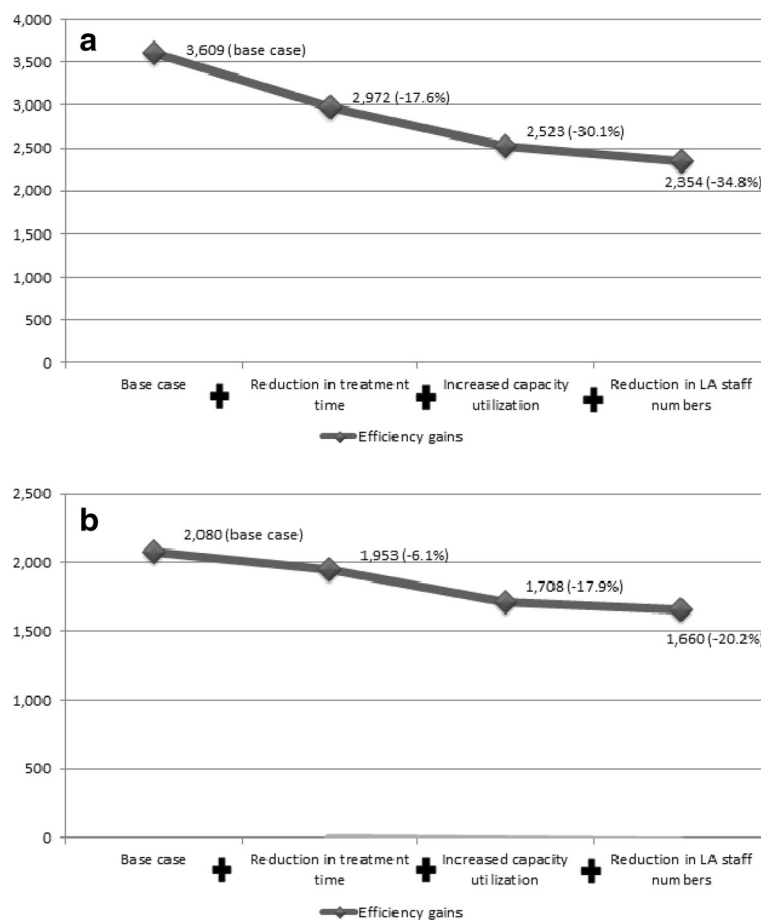 4,000
a
3,609 (base case)
3,500
3,000
2,972 (-17.6%)
2,500
2,523 (-30.1%)
2,354 (-34.8%)
2,000
1,500
1,000
500
0
Base case
Reduction in treatment
time
Increased capacity
utilization
Reduction in LA staff
numbers
Efficiency gains
2,500
b
2,080 (base case)
2,000
1,953 (-6.1%)
1,708 (-17.9%)
1,660 (-20.2%)
1,500
1,000
500
0
Base case
Reduction in treatment
time
Increased capacity
utilization
Reduction in LA staff
numbers
Efficiency gains